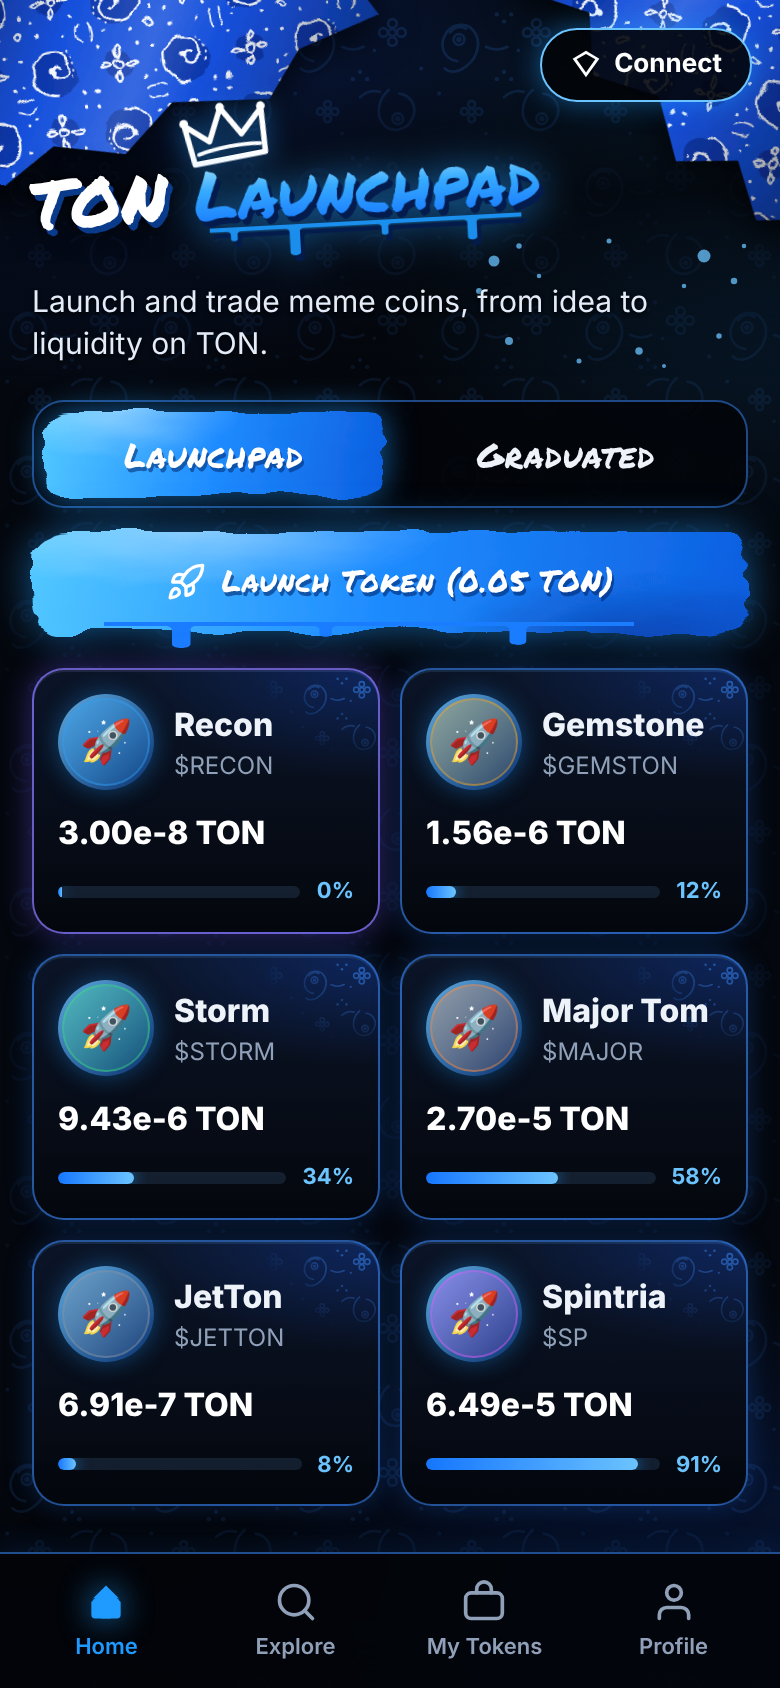 Connect
TON Launchpad
Launch and trade meme coins, from idea to
liquidity on TON.
Launchpad
Graduated
Launch Token (0.05 TON)
Recon
$RECON
3.00e-8 TON
0%
Gemstone
$GEMSTON
1.56e-6 TON
12%
Storm
$STORM
9.43e-6 TON
34%
Major Tom
$MAJOR
2.70e-5 TON
58%
JetTon
$JETTON
6.91e-7 TON
8%
Spintria
$SP
6.49e-5 TON
91%
Home
Explore
My Tokens
Profile